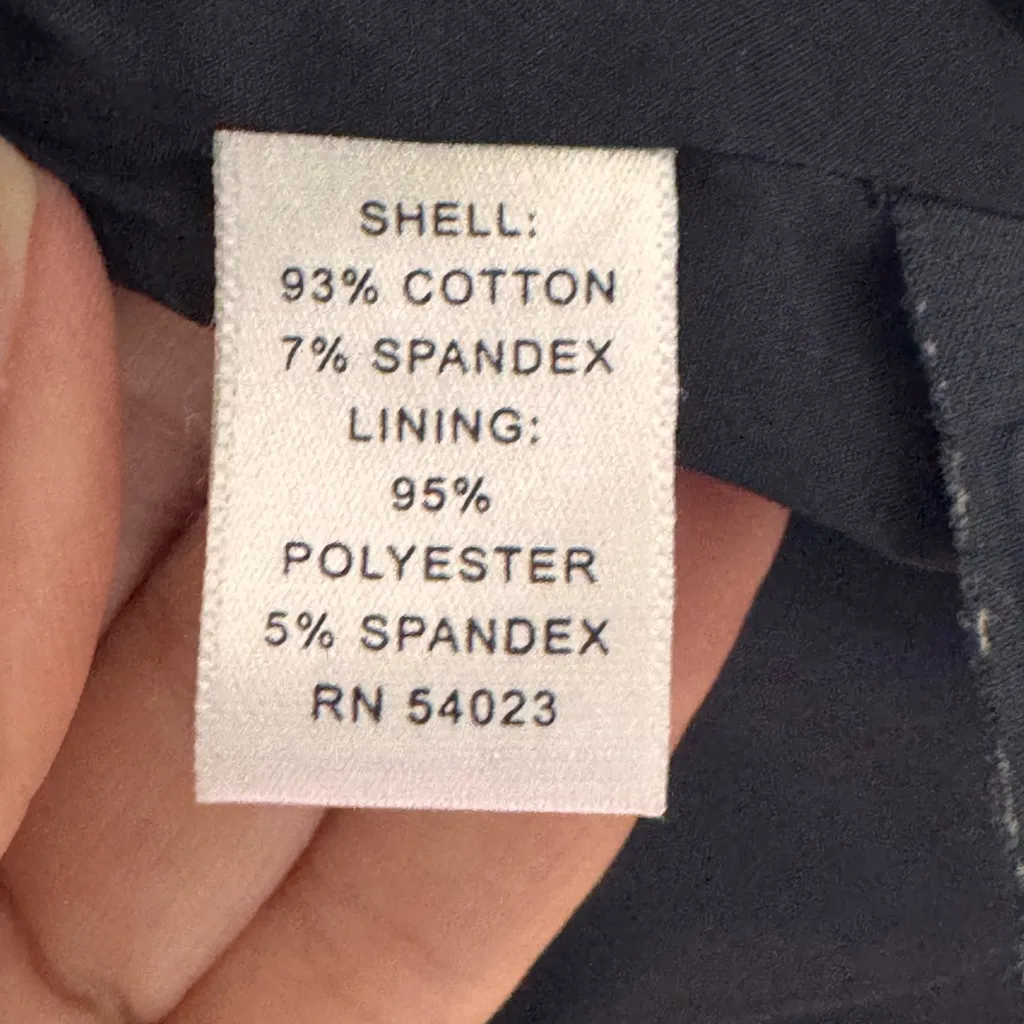 SHELL:
93% COTTON
7% SPANDEX
LINING:
95%
POLYESTER
5% SPANDEX
RN 54023